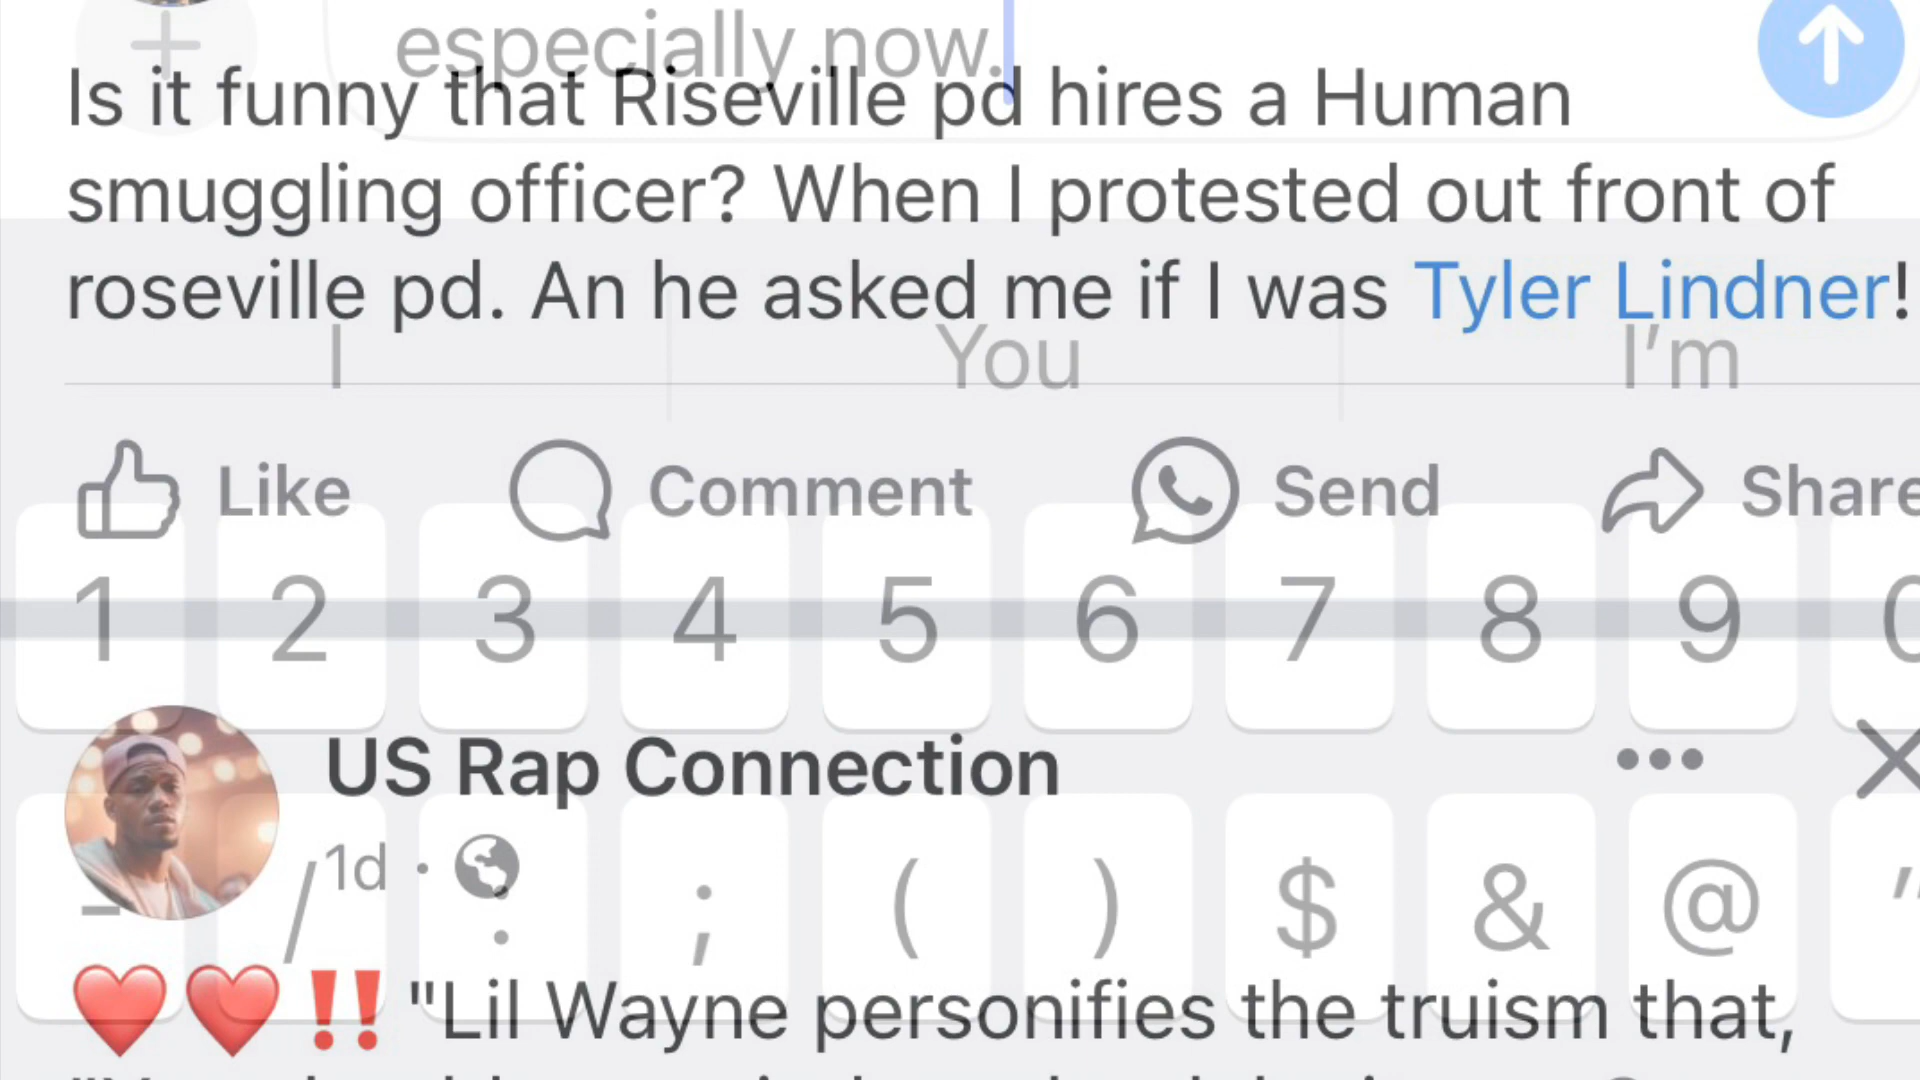 especially now.
Is it funny that Riseville pd hires a Human
smuggling officer? When I protested out front of
roseville pd. An he asked me if I was Tyler Lindner!
I You I'm
Like Comment Send Share
1 2 3 4 5 6 7 8 9 0
US Rap Connection
1d ·
- / : ; ( ) $ & @ "
❤️❤️‼️ "Lil Wayne personifies the truism that,